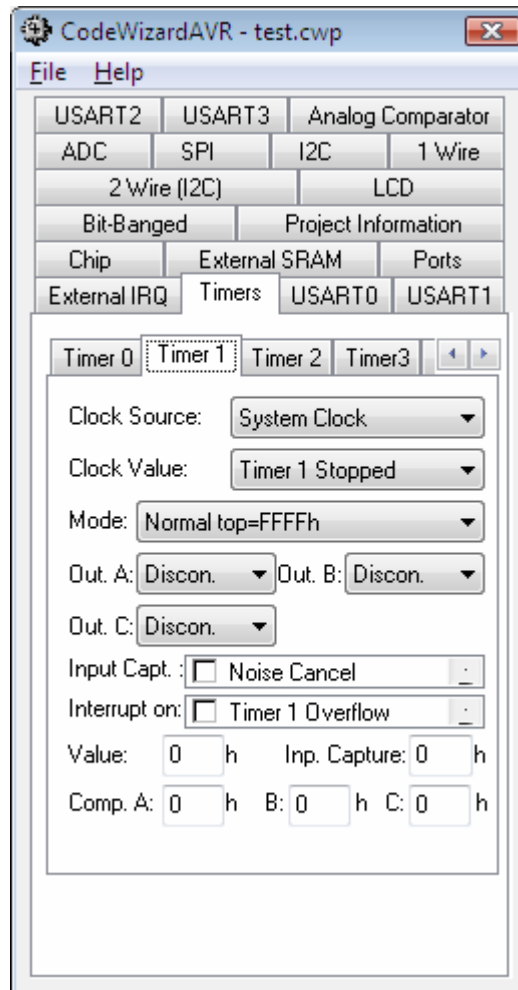 CodeWizardAVR - test.cwp
File Help
USART2 USART3 Analog Comparator
ADC SPI I2C 1 Wire
2 Wire (I2C) LCD
Bit-Banged Project Information
Chip External SRAM Ports
External IRQ Timers USART0 USART1
Timer 0 Timer 1 Timer 2 Timer3
Clock Source: System Clock
Clock Value: Timer 1 Stopped
Mode: Normal top=FFFFh
Out. A: Discon. Out. B: Discon.
Out. C: Discon.
Input Capt. : Noise Cancel
Interrupt on: Timer 1 Overflow
Value: 0 h Inp. Capture: 0 h
Comp. A: 0 h B: 0 h C: 0 h